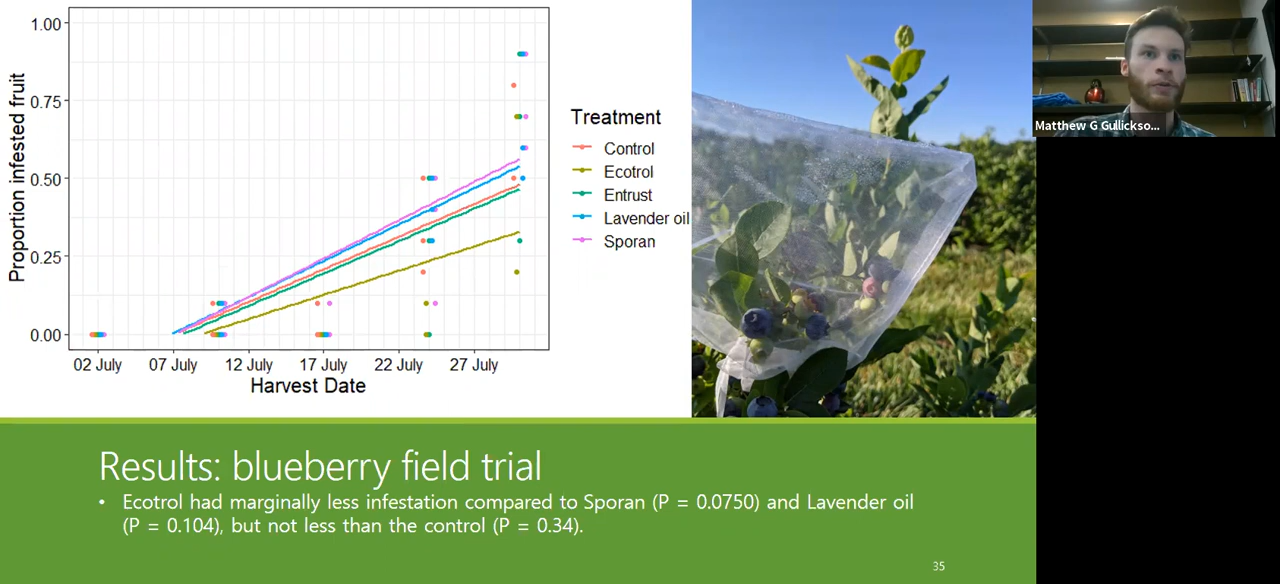 1.00
0.75
0.50
0.25
0.00
Proportion infested fruit
02 July 07 July 12 July 17 July 22 July 27 July
Harvest Date
Treatment
Control
Ecotrol
Entrust
Lavender oil
Sporan
Matthew G Gullickso...
Results: blueberry field trial
• Ecotrol had marginally less infestation compared to Sporan (P = 0.0750) and Lavender oil
(P = 0.104), but not less than the control (P = 0.34).
35